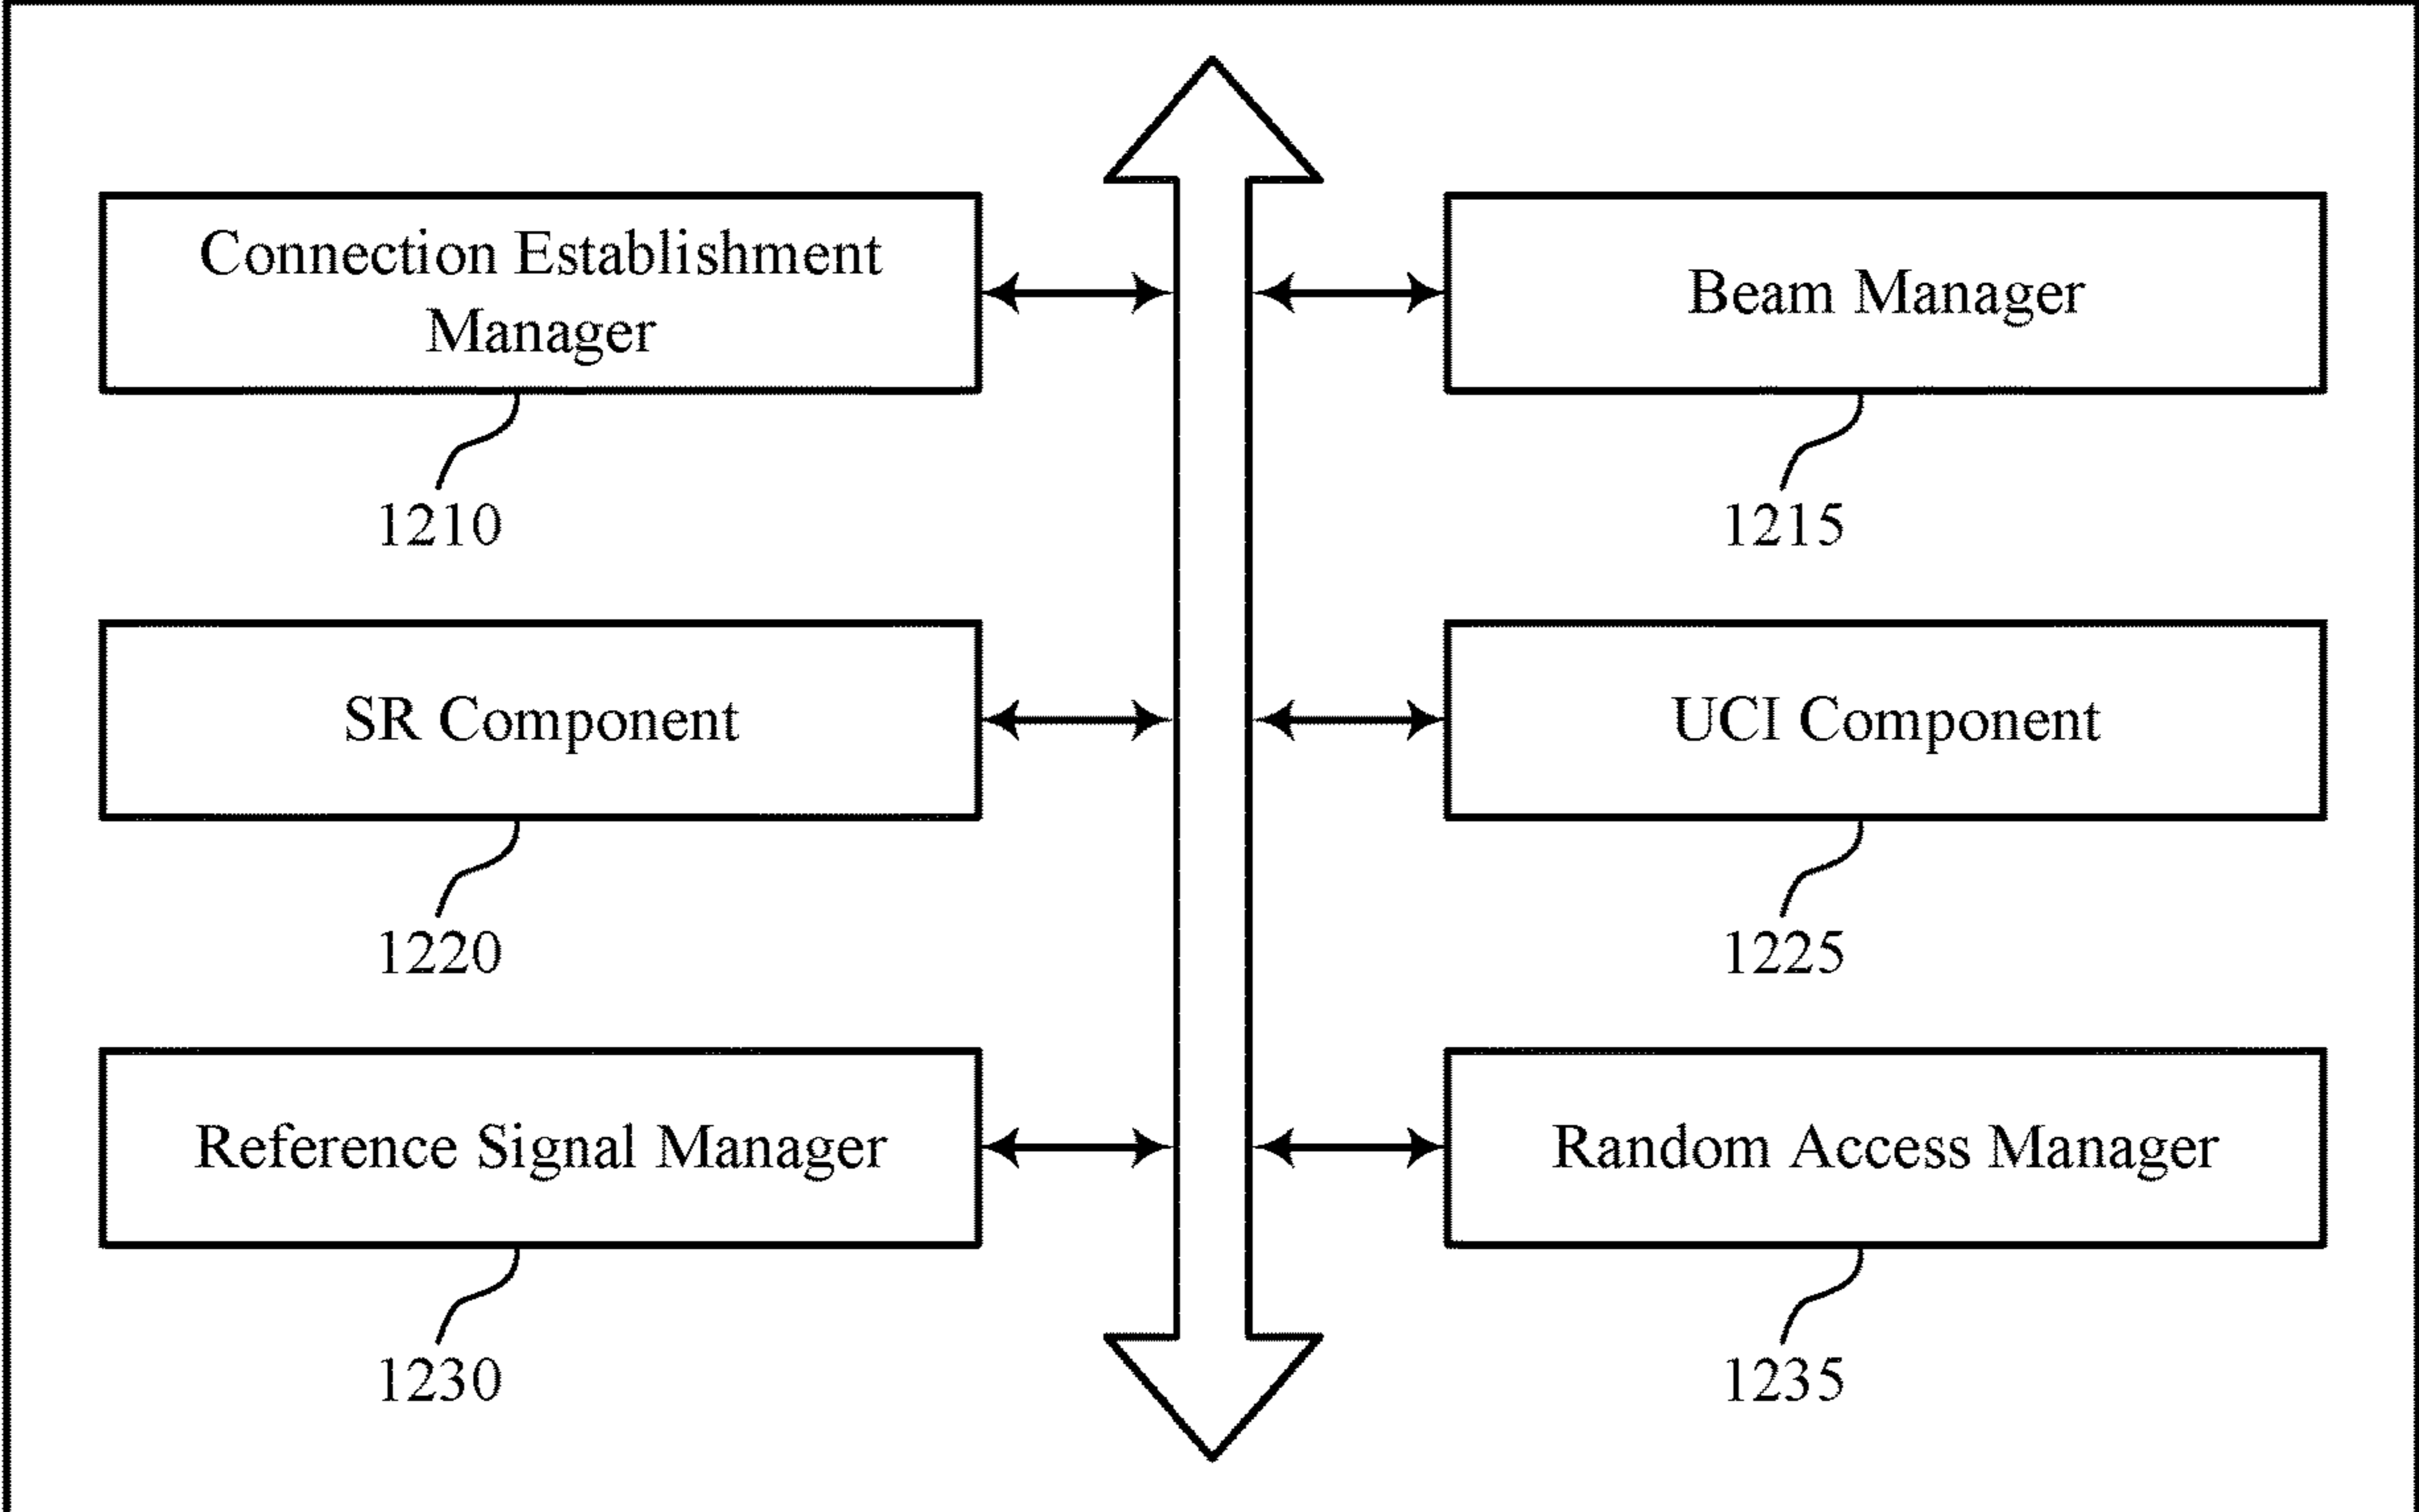 Connection Establishment
Manager
1210
Beam Manager
1215
SR Component
1220
UCI Component
1225
Reference Signal Manager
1230
Random Access Manager
1235